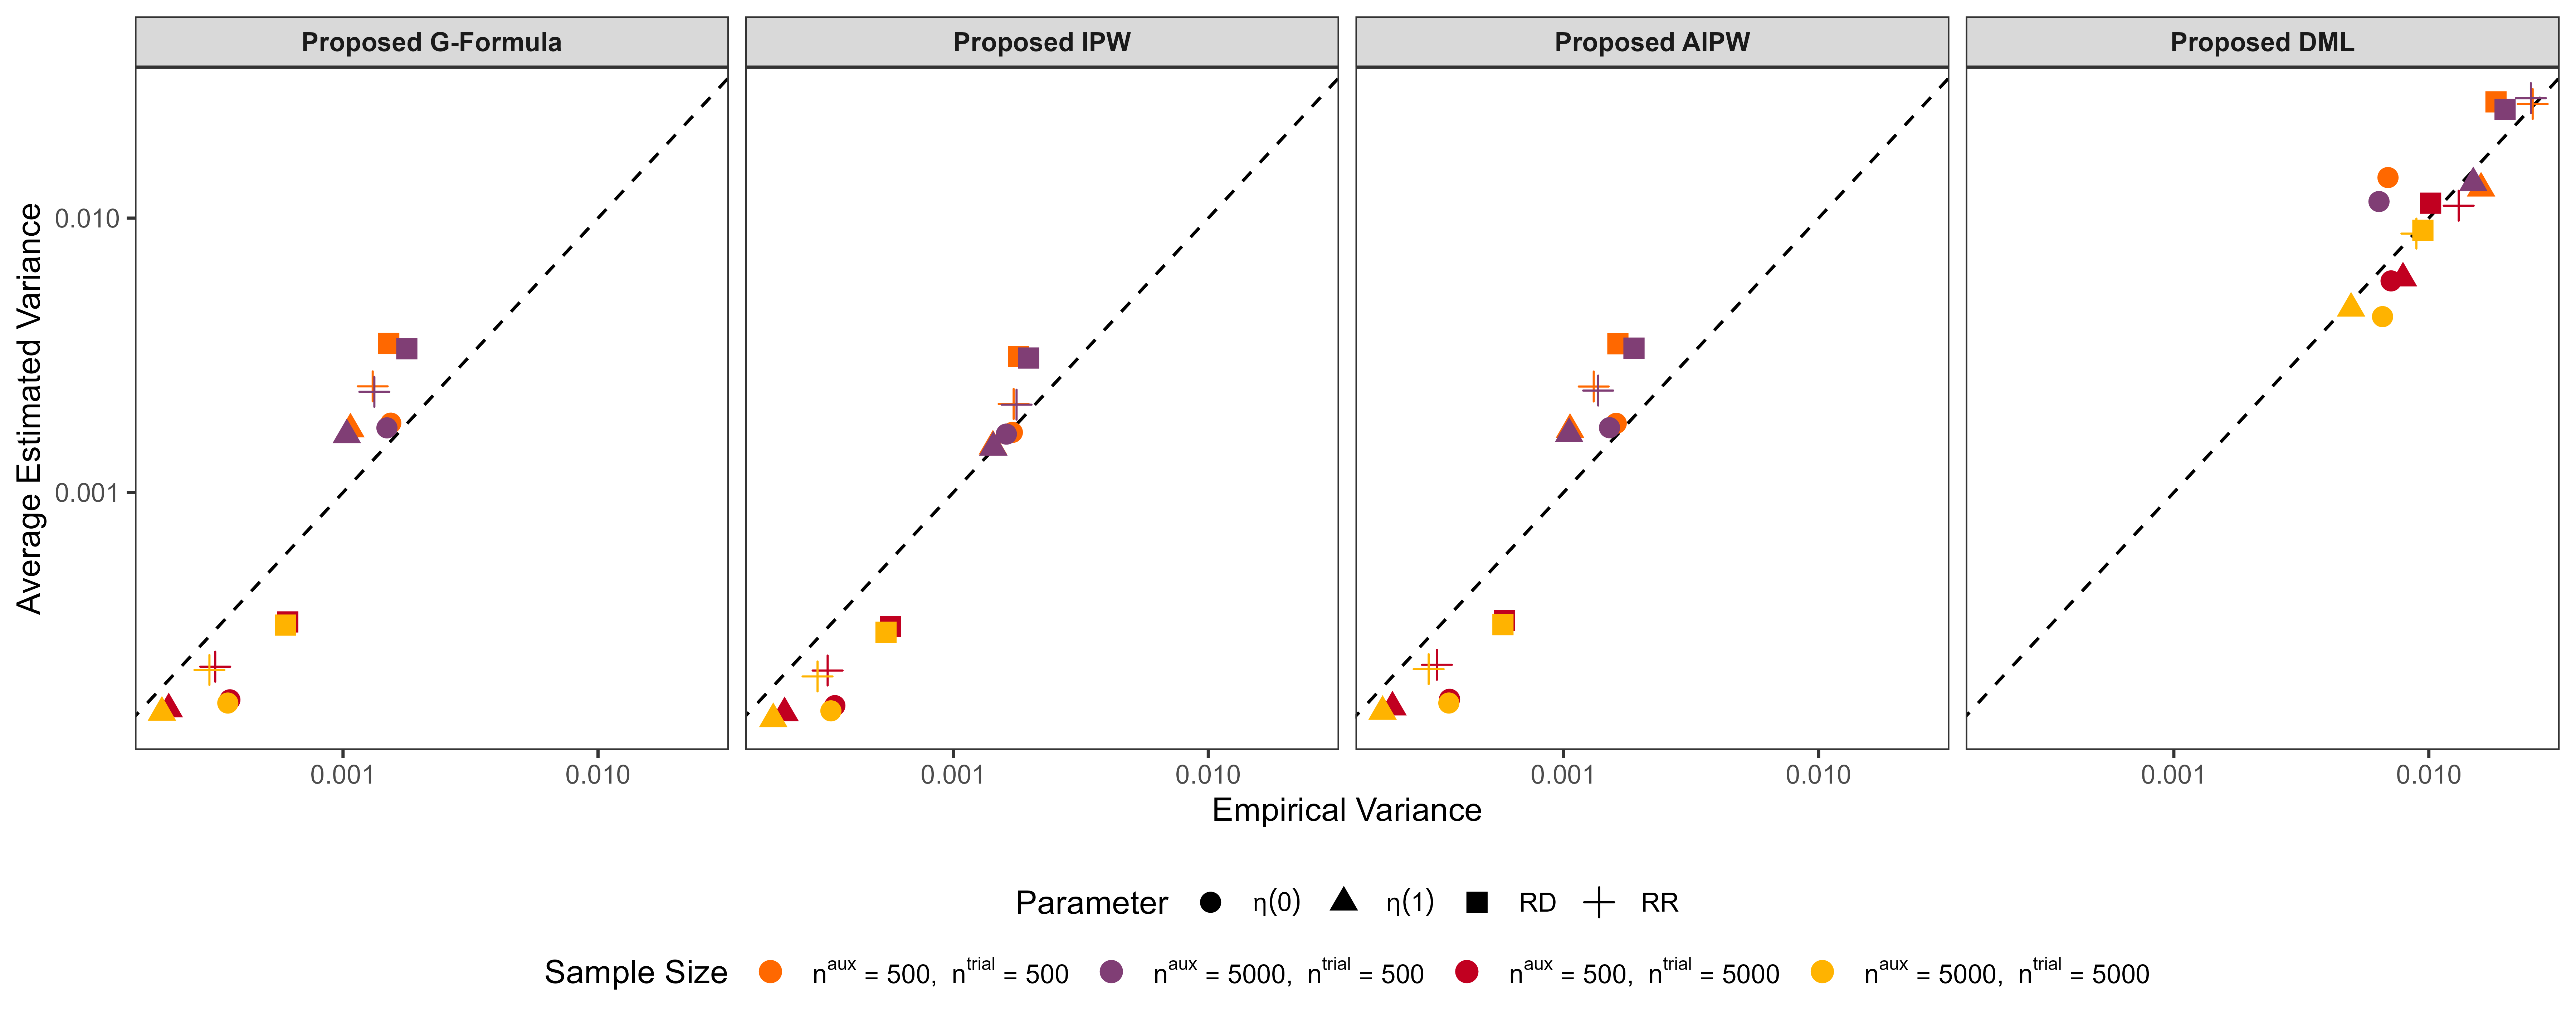 Proposed G-Formula Proposed IPW Proposed AIPW Proposed DML
Average Estimated Variance
0.010
0.001
0.001 0.010 0.001 0.010 0.001 0.010 0.001 0.010
Empirical Variance
Parameter η(0) η(1) RD RR
Sample Size n^aux = 500, n^trial = 500 n^aux = 5000, n^trial = 500 n^aux = 500, n^trial = 5000 n^aux = 5000, n^trial = 5000